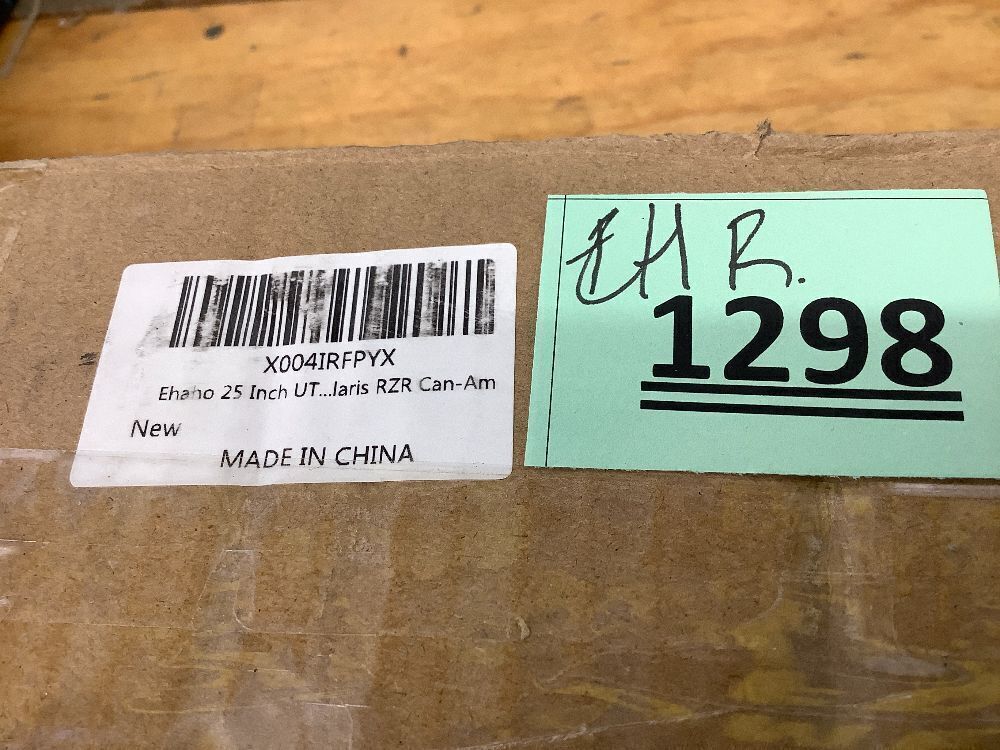 X004IRFPYX
Ehaho 25 Inch UT...laris RZR Can-Am
New
MADE IN CHINA
EHR.
1298